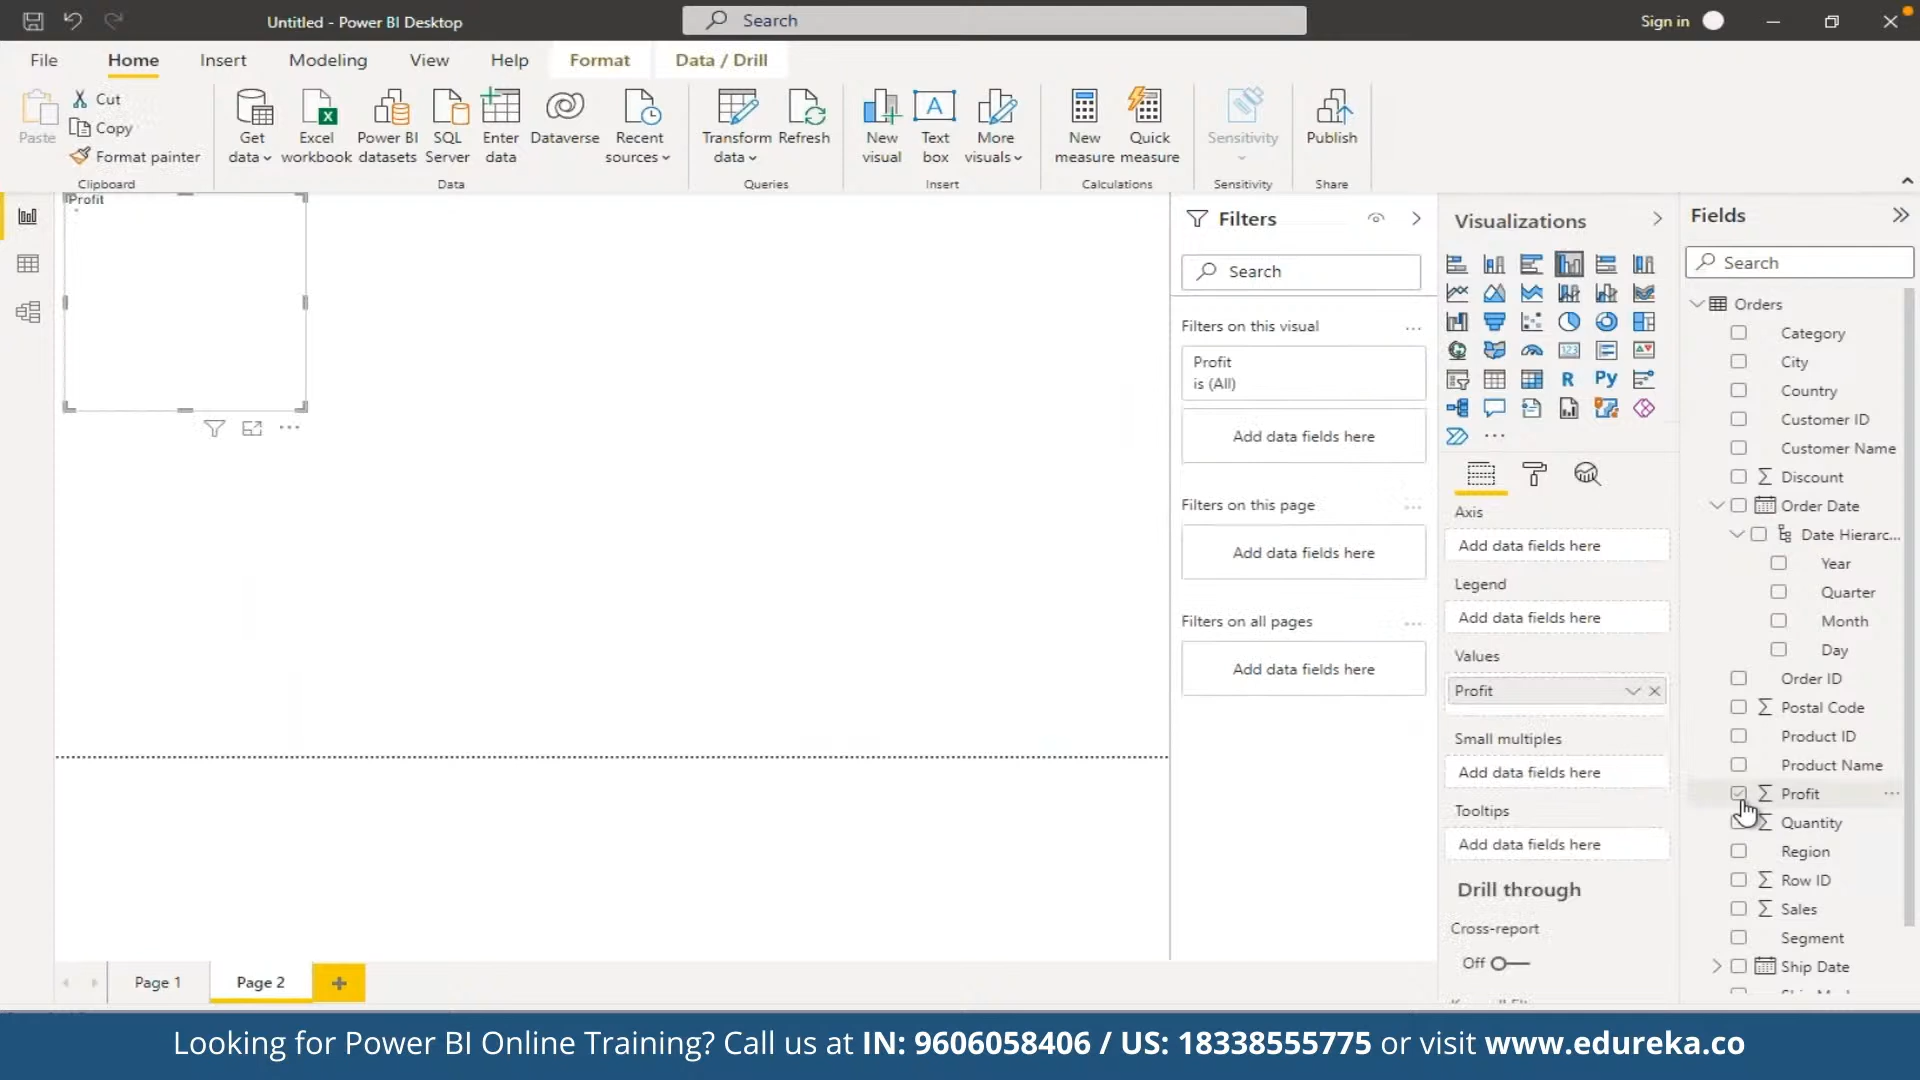 Untitled - Power BI Desktop
Search
Sign in
File
Home
Insert
Modeling
View
Help
Format
Data / Drill
Paste
Cut
Copy
Format painter
Clipboard
Get
data
Excel
workbook
Power BI
datasets
SQL
Server
Enter
data
Dataverse
Recent
sources
Data
Transform
data
Refresh
Queries
New
visual
A
Text
box
More
visuals
Insert
New
measure
Quick
measure
Calculations
Sensitivity
Sensitivity
Publish
Share
Profit
Filters
Search
Filters on this visual
Profit
is (All)
Add data fields here
Filters on this page
Add data fields here
Filters on all pages
Add data fields here
Visualizations
123
R
Py
Axis
Add data fields here
Legend
Add data fields here
Values
Profit
Small multiples
Add data fields here
Tooltips
Add data fields here
Drill through
Cross-report
Off
Fields
Search
Orders
Category
City
Country
Customer ID
Customer Name
Σ Discount
Order Date
Date Hierarc...
Year
Quarter
Month
Day
Order ID
Σ Postal Code
Product ID
Product Name
Σ Profit
Σ Quantity
Region
Σ Row ID
Σ Sales
Segment
Ship Date
Page 1
Page 2
Looking for Power BI Online Training? Call us at IN: 9606058406 / US: 18338555775 or visit www.edureka.co